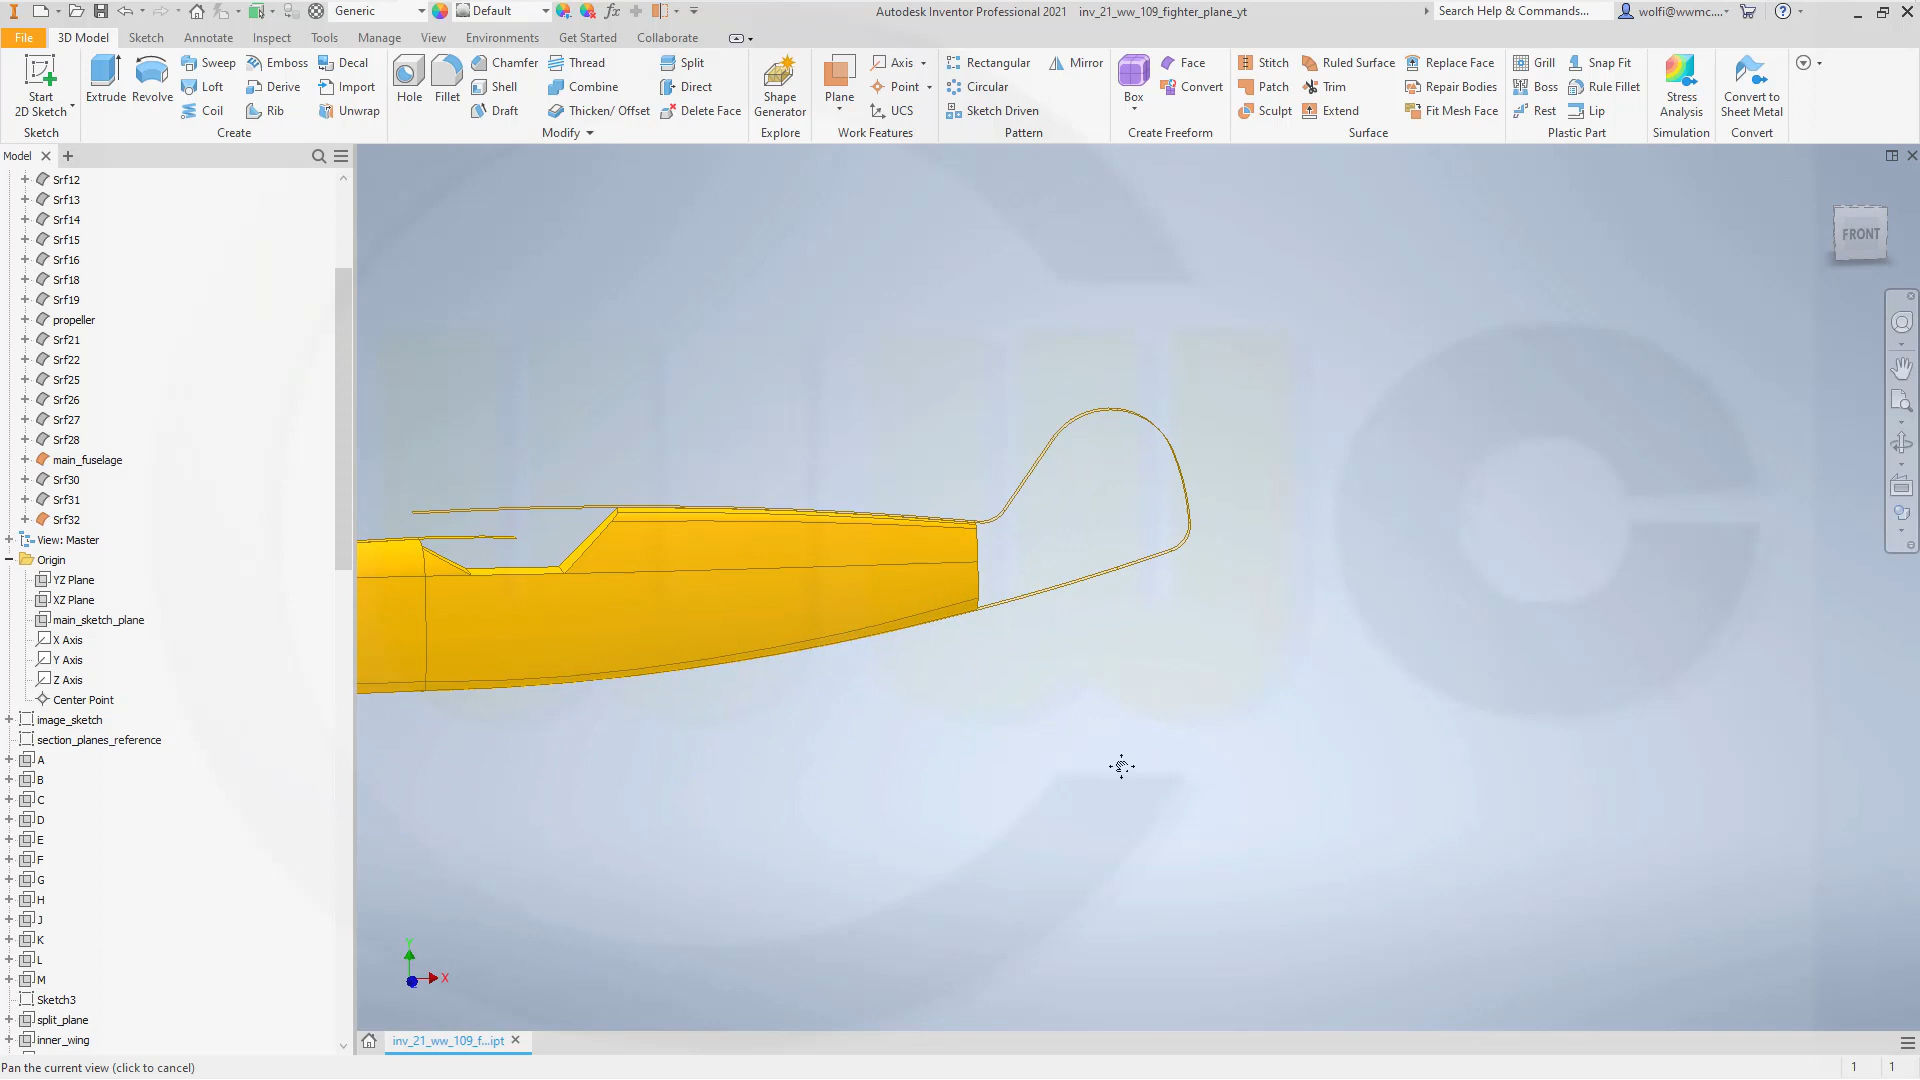 Generic
Default
Autodesk Inventor Professional 2021 inv_21_ww_109_fighter_plane_yt
Search Help & Commands...
wolfi@wwmc....
File 3D Model Sketch Annotate Inspect Tools Manage View Environments Get Started Collaborate
Start
2D Sketch
Sketch
Extrude
Revolve
Sweep
Loft
Coil
Emboss
Derive
Rib
Decal
Import
Unwrap
Create
Hole
Fillet
Chamfer
Shell
Draft
Thread
Combine
Thicken/ Offset
Split
Direct
Delete Face
Modify
Shape
Generator
Explore
Plane
Axis
Point
UCS
Work Features
Rectangular
Circular
Sketch Driven
Mirror
Pattern
Box
Face
Convert
Create Freeform
Stitch
Patch
Sculpt
Ruled Surface
Trim
Extend
Replace Face
Repair Bodies
Fit Mesh Face
Surface
Grill
Boss
Rest
Snap Fit
Rule Fillet
Lip
Plastic Part
Stress
Analysis
Simulation
Convert to
Sheet Metal
Convert
Model
Srf12
Srf13
Srf14
Srf15
Srf16
Srf18
Srf19
propeller
Srf21
Srf22
Srf25
Srf26
Srf27
Srf28
main_fuselage
Srf30
Srf31
Srf32
View: Master
Origin
YZ Plane
XZ Plane
main_sketch_plane
X Axis
Y Axis
Z Axis
Center Point
image_sketch
section_planes_reference
A
B
C
D
E
F
G
H
J
K
L
M
Sketch3
split_plane
inner_wing
FRONT
Y
X
inv_21_ww_109_f...ipt
Pan the current view (click to cancel)
1 1